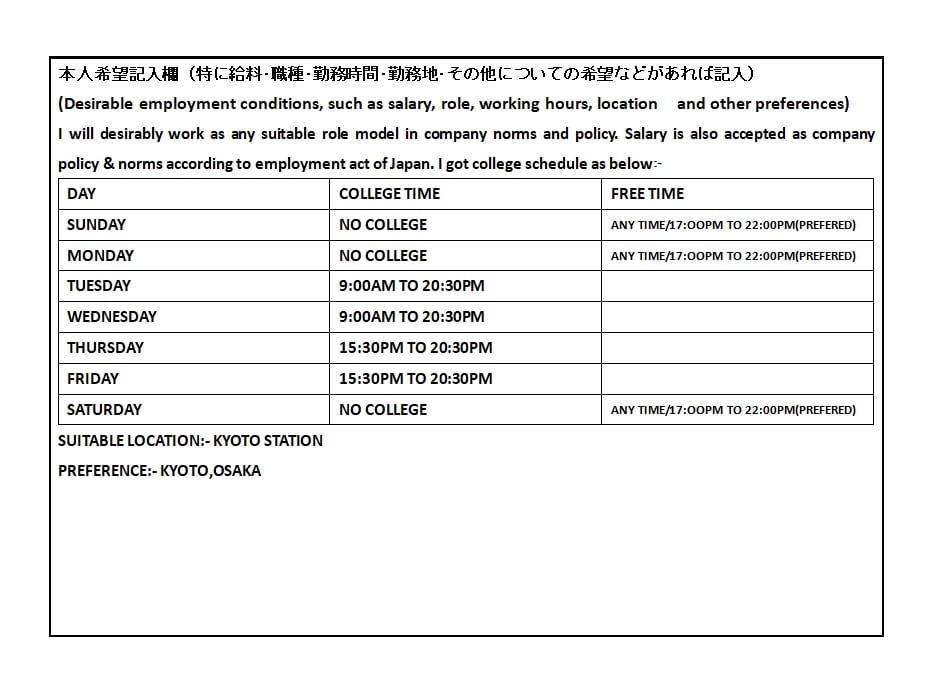 本人希望記入欄（特に給料･職種･勤務時間･勤務地･その他についての希望などがあれば記入）
(Desirable employment conditions, such as salary, role, working hours, location and other preferences)
I will desirably work as any suitable role model in company norms and policy. Salary is also accepted as company
policy & norms according to employment act of Japan. I got college schedule as below:-
DAY COLLEGE TIME FREE TIME
SUNDAY NO COLLEGE ANY TIME/17:OOPM TO 22:00PM(PREFERED)
MONDAY NO COLLEGE ANY TIME/17:OOPM TO 22:00PM(PREFERED)
TUESDAY 9:00AM TO 20:30PM
WEDNESDAY 9:00AM TO 20:30PM
THURSDAY 15:30PM TO 20:30PM
FRIDAY 15:30PM TO 20:30PM
SATURDAY NO COLLEGE ANY TIME/17:OOPM TO 22:00PM(PREFERED)
SUITABLE LOCATION:- KYOTO STATION
PREFERENCE:- KYOTO,OSAKA